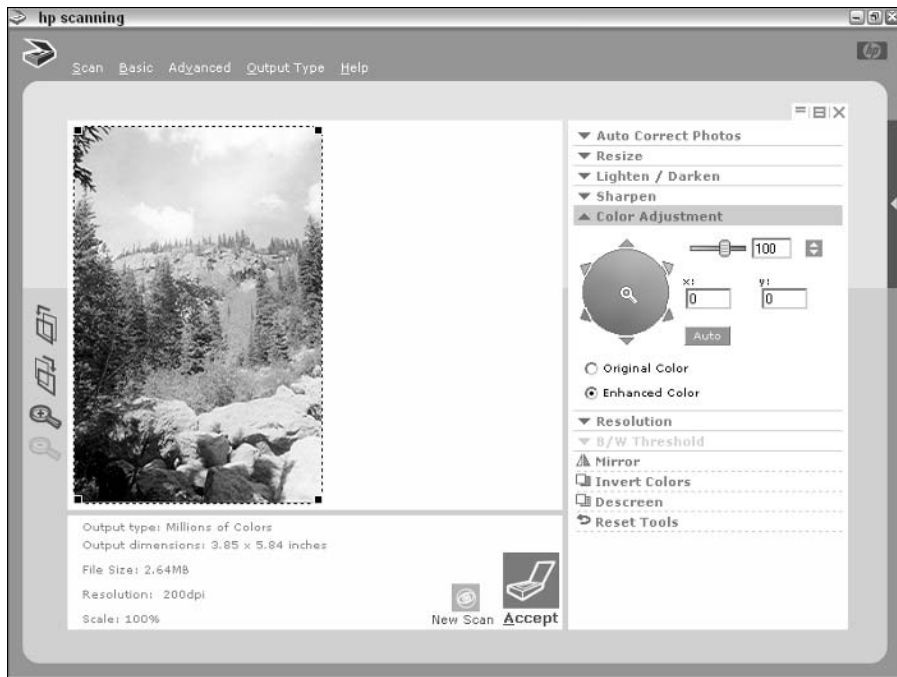 hp scanning
hp
Scan Basic Advanced Output Type Help
Auto Correct Photos
Resize
Lighten / Darken
Sharpen
Color Adjustment
100
x: y:
0 0
Auto
Original Color
Enhanced Color
Resolution
B/W Threshold
Mirror
Invert Colors
Descreen
Reset Tools
Output type: Millions of Colors
Output dimensions: 3.85 x 5.84 inches
File Size: 2.64MB
Resolution: 200dpi
Scale: 100%
New Scan Accept